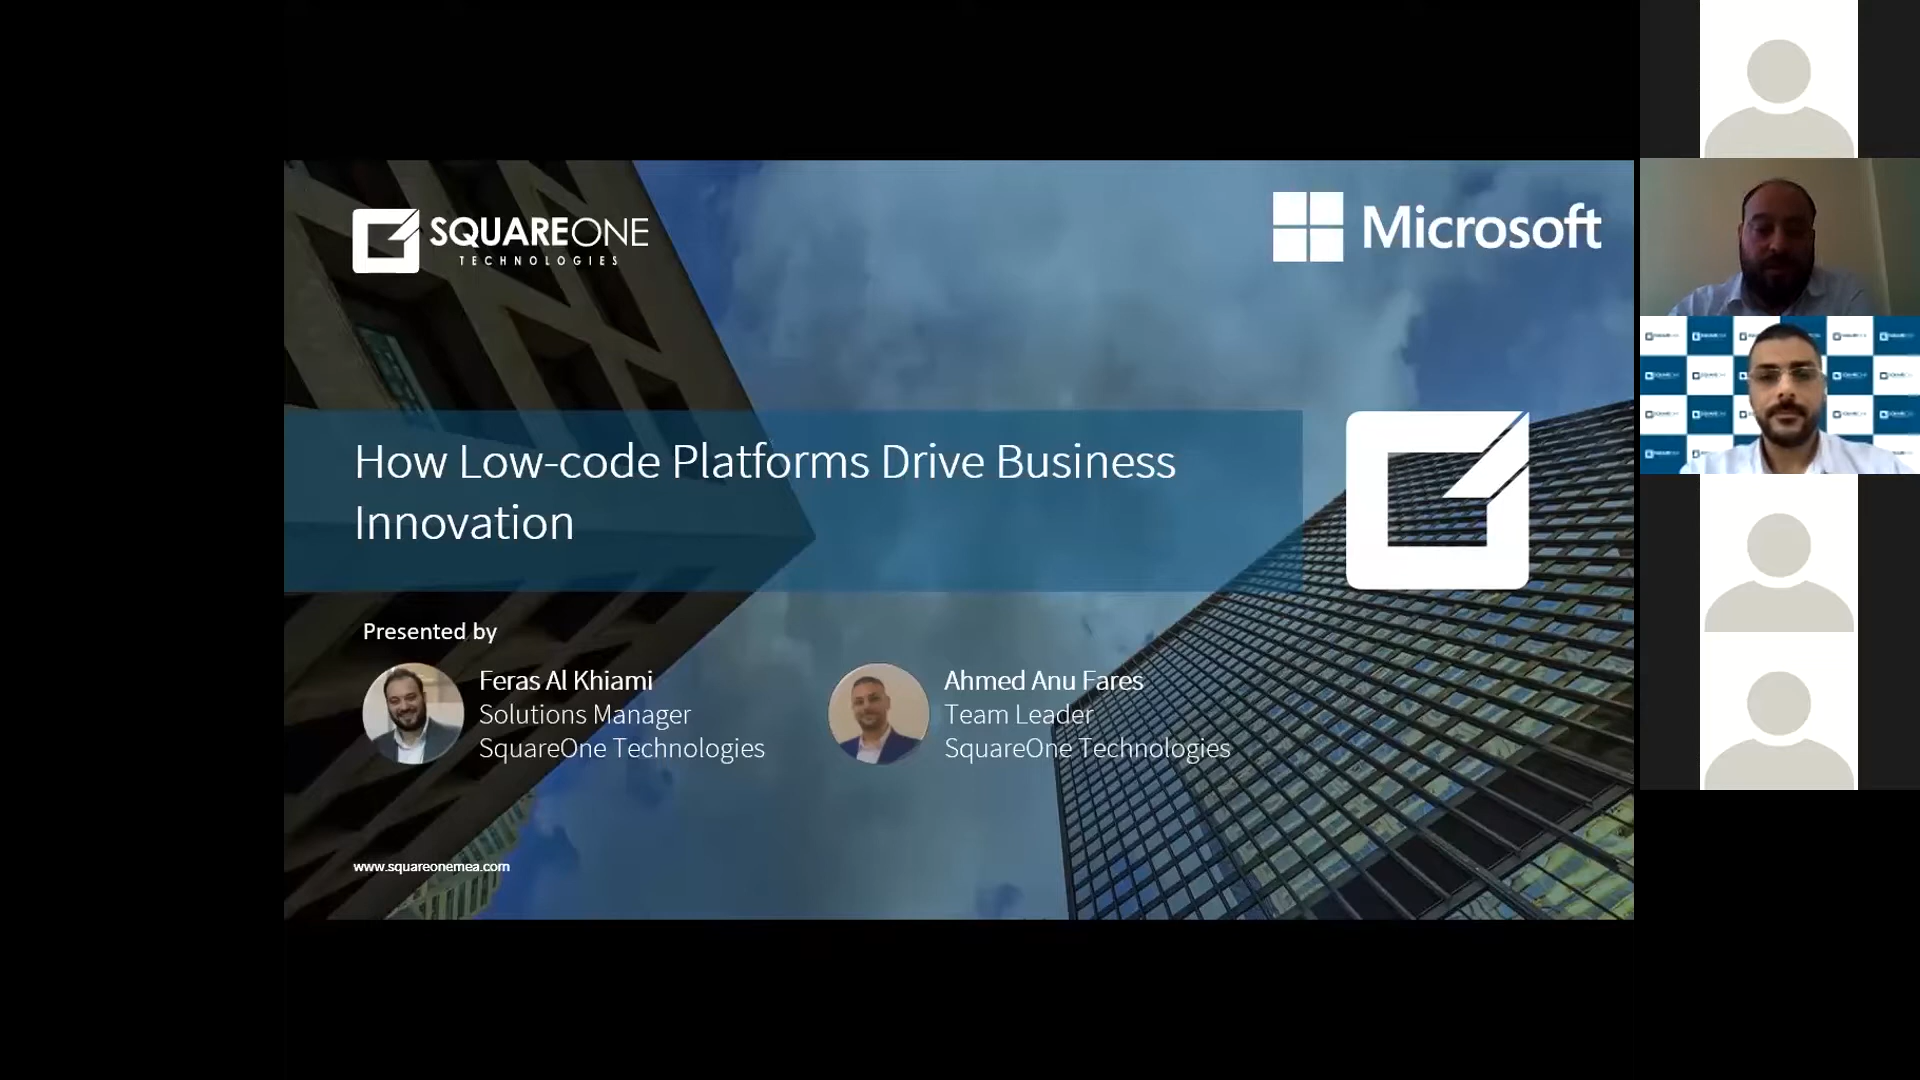 SQUAREONE
TECHNOLOGIES
Microsoft
How Low-code Platforms Drive Business
Innovation
Presented by
Feras Al Khiami
Solutions Manager
SquareOne Technologies
Ahmed Anu Fares
Team Leader
SquareOne Technologies
www.squareonemea.com